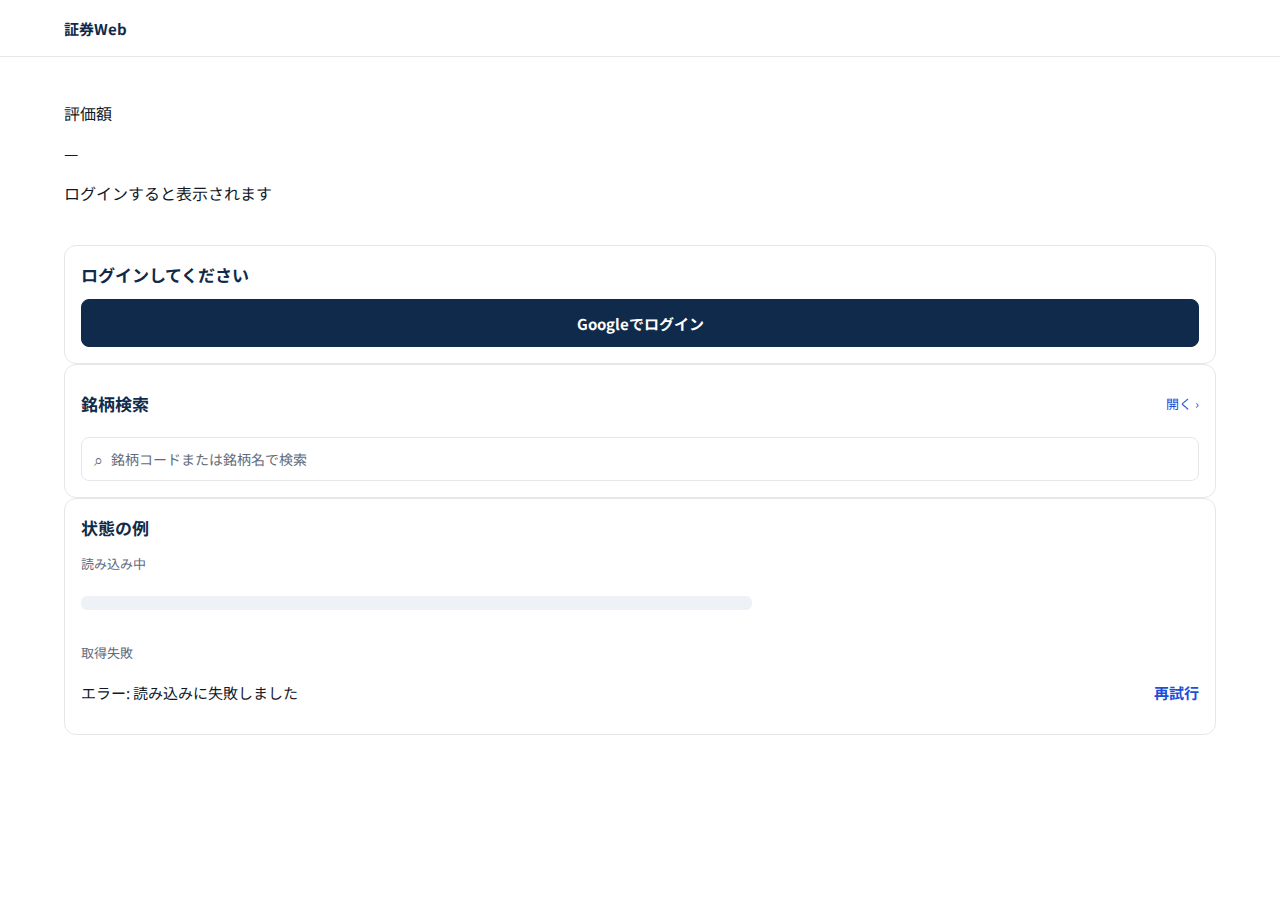 証券Web
評価額
—
ログインすると表示されます
ログインしてください
Googleでログイン
銘柄検索
開く ›
⌕ 銘柄コードまたは銘柄名で検索
状態の例
読み込み中
取得失敗
エラー: 読み込みに失敗しました
再試行